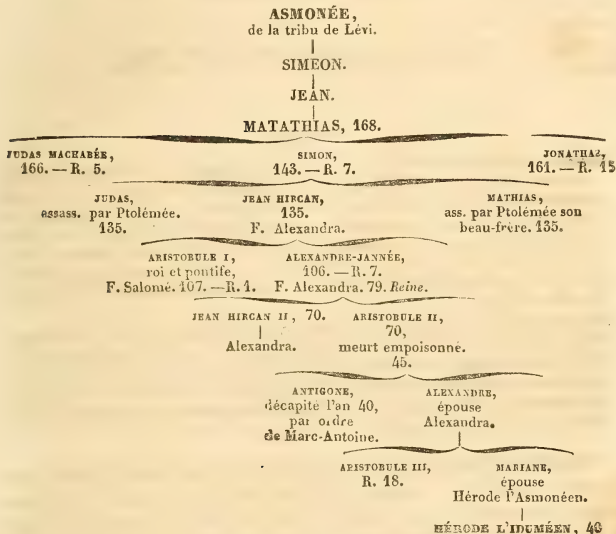 ASMONÉE,
de la tribu de Lévi.
SIMEON.
JEAN.
MATATHIAS, 168.
JUDAS MACHABÉE,
166. — R. 5.
SIMON,
143. — R. 7.
JONATHAS,
161. — R. 15
JUDAS,
assass. par Ptolémée.
135.
JEAN HIRCAN,
135.
F. Alexandra.
MATHIAS,
ass. par Ptolémée son
beau-frère. 135.
ARISTOBULE I,
roi et pontife,
F. Salomé. 107. — R. 1.
ALEXANDRE-JANNÉE,
106. — R. 7.
F. Alexandra. 79. Reine.
JEAN HIRCAN II, 70.
Alexandra.
ARISTOBULE II,
70,
meurt empoisonné.
45.
ANTIGONE,
décapité l'an 40,
par ordre
de Marc-Antoine.
ALEXANDRE,
épouse
Alexandra.
ARISTOBULE III,
R. 18.
MARIANE,
épouse
Hérode l'Asmonéen.
HÉRODE L'IDUMÉEN, 40